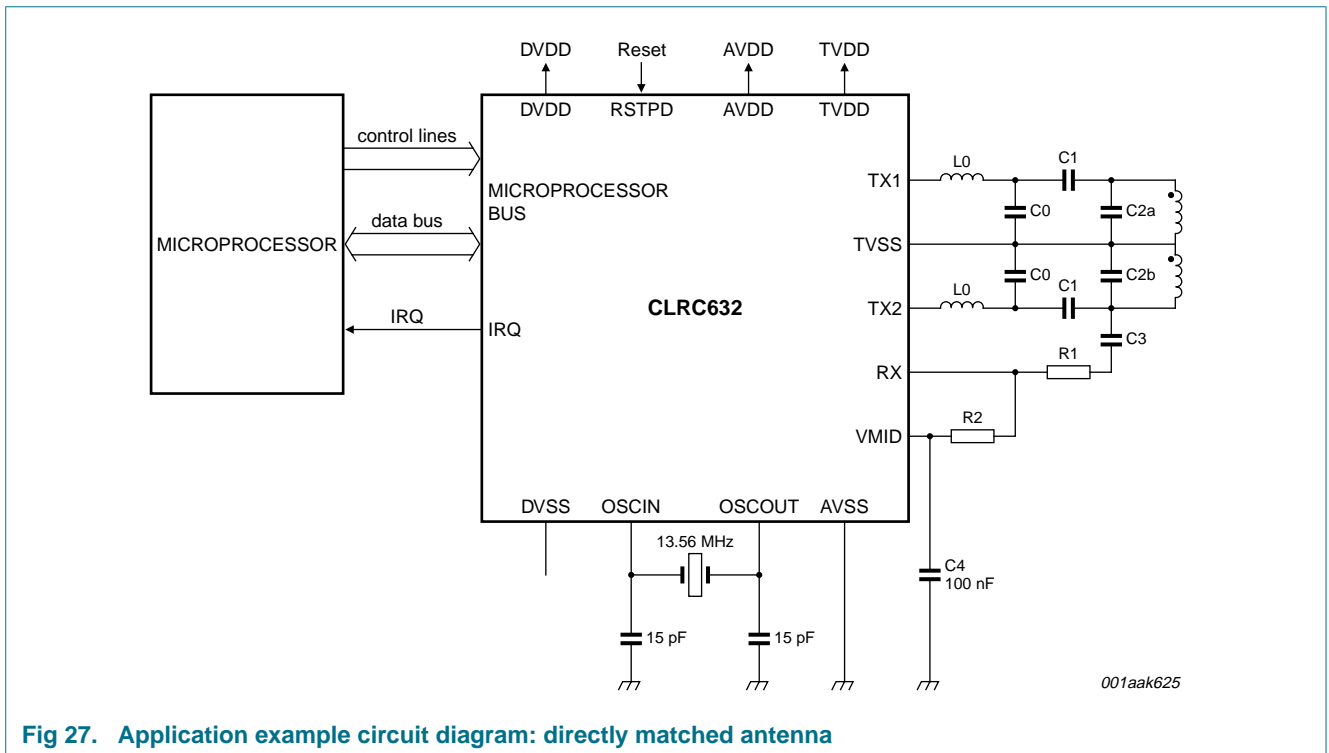 DVDD Reset AVDD TVDD
DVDD RSTPD AVDD TVDD
control lines
MICROPROCESSOR
BUS
data bus
MICROPROCESSOR
IRQ
IRQ
CLRC632
TX1
L0
C1
C0
C2a
TVSS
C0
C2b
TX2
L0
C1
C3
RX
R1
VMID
R2
DVSS OSCIN OSCOUT AVSS
13.56 MHz
C4
100 nF
15 pF
15 pF
001aak625
Fig 27. Application example circuit diagram: directly matched antenna